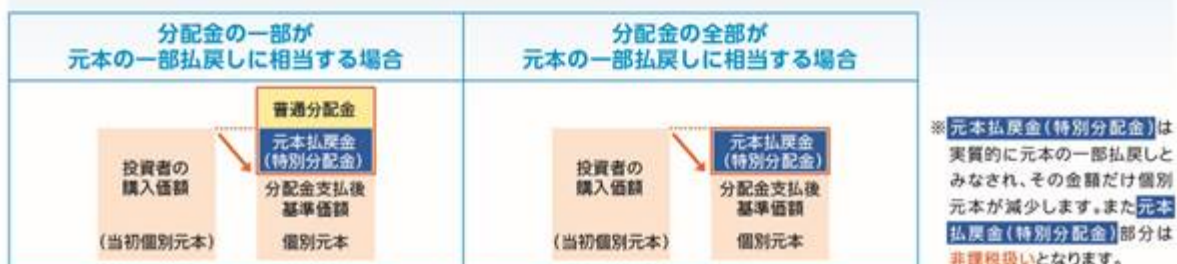 分配金の一部が
元本の一部払戻しに相当する場合
分配金の全部が
元本の一部払戻しに相当する場合
普通分配金
元本払戻金
(特別分配金)
投資者の
購入価額
分配金支払後
基準価額
(当初個別元本)
個別元本
元本払戻金
(特別分配金)
投資者の
購入価額
分配金支払後
基準価額
(当初個別元本)
個別元本
※元本払戻金(特別分配金)は
実質的に元本の一部払戻しと
みなされ、その金額だけ個別
元本が減少します。また元本
払戻金(特別分配金)部分は
非課税扱いとなります。